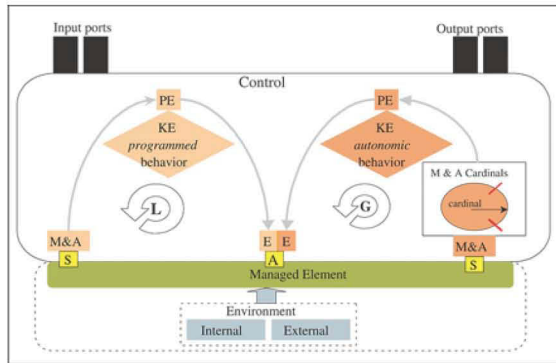 Input ports
Output ports
Control
PE
PE
KE
programmed
behavior
KE
autonomic
behavior
M & A Cardinals
cardinal
L
G
M&A
E E
M&A
S
A
S
Managed Element
Environment
Internal
External